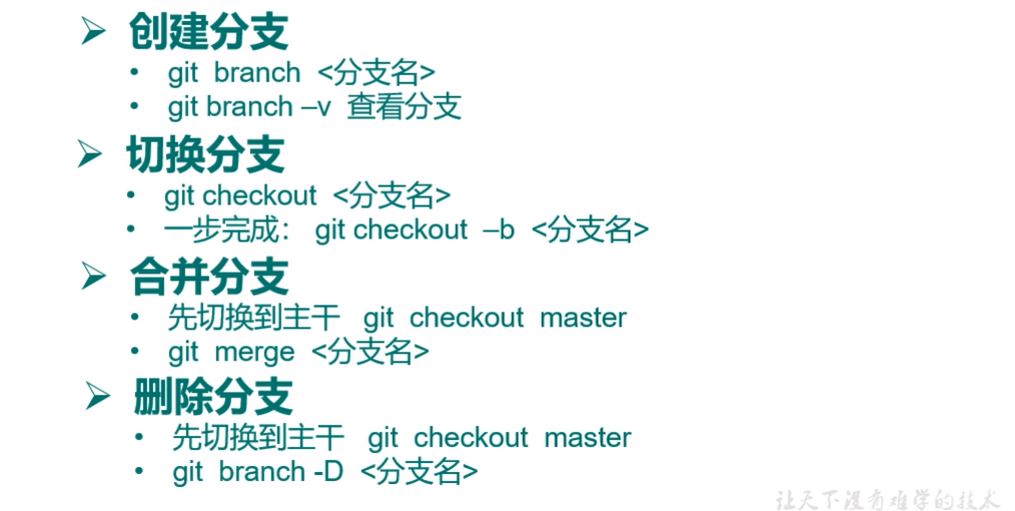 创建分支
git branch <分支名>
git branch –v 查看分支
切换分支
git checkout <分支名>
一步完成： git checkout –b <分支名>
合并分支
先切换到主干 git checkout master
git merge <分支名>
删除分支
先切换到主干 git checkout master
git branch -D <分支名>
让天下没有难学的技术